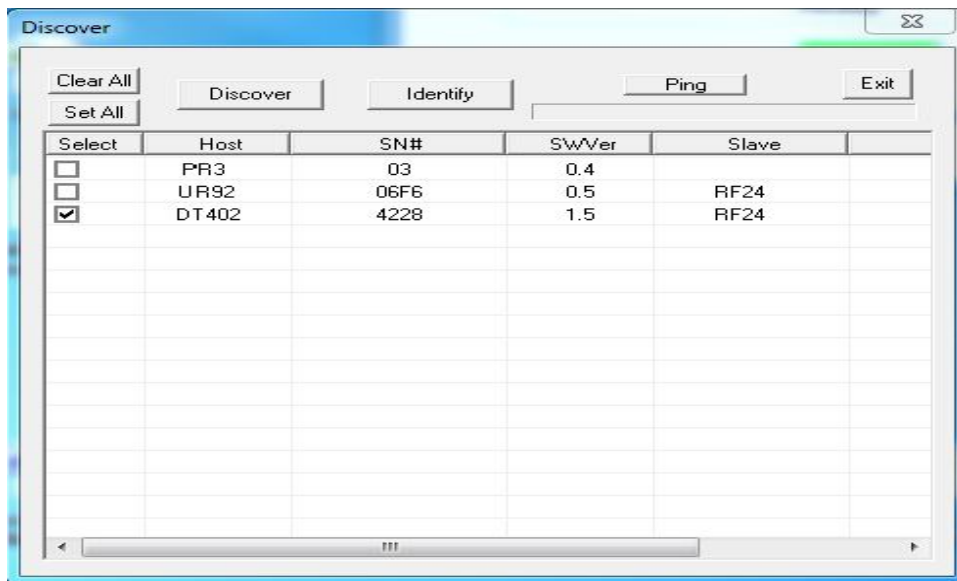 Discover
Clear All
Set All
Discover
Identify
Ping
Exit
Select Host SN# SWVer Slave
PR3 03 0.4
UR92 06F6 0.5 RF24
DT402 4228 1.5 RF24